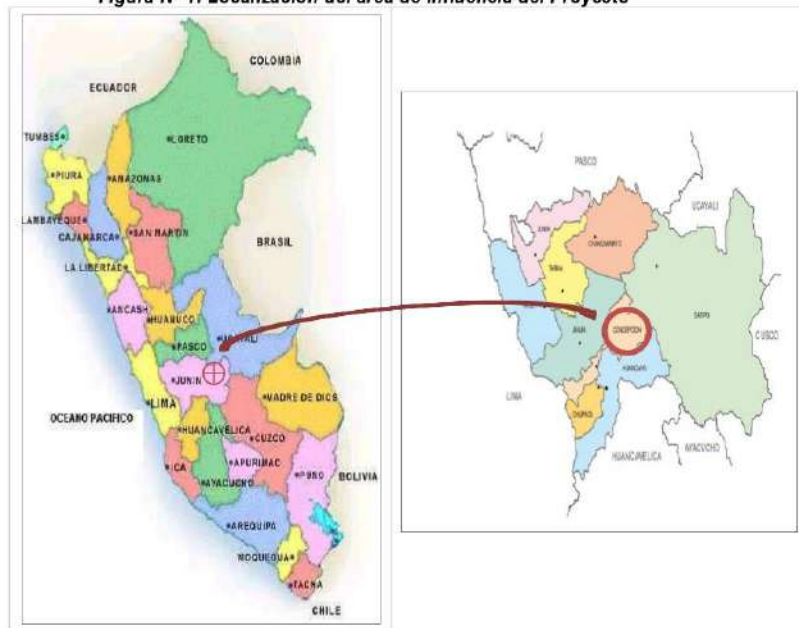 Figura N° 1: Localización del área de influencia del Proyecto
COLOMBIA
ECUADOR
TUMBES
LORETO
PIURA
AMAZONAS
LAMBAYEQUE
CAJAMARCA
SAN MARTIN
BRASIL
LA LIBERTAD
ANCASH
HUANUCO
UCAYALI
PASCO
JUNIN
LIMA
MADRE DE DIOS
OCEANO PACIFICO
HUANCAVELICA
CUZCO
ICA
APURIMAC
PUNO
BOLIVIA
AYACUCHO
AREQUIPA
MOQUEGUA
TACNA
CHILE
PASCO
UCAYALI
JUNIN
CHANCHAMAYO
TARMA
SATIPO
JAUJA
CONCEPCION
CUSCO
HUANCAYO
LIMA
CHUPACA
HUANCAVELICA
AYACUCHO